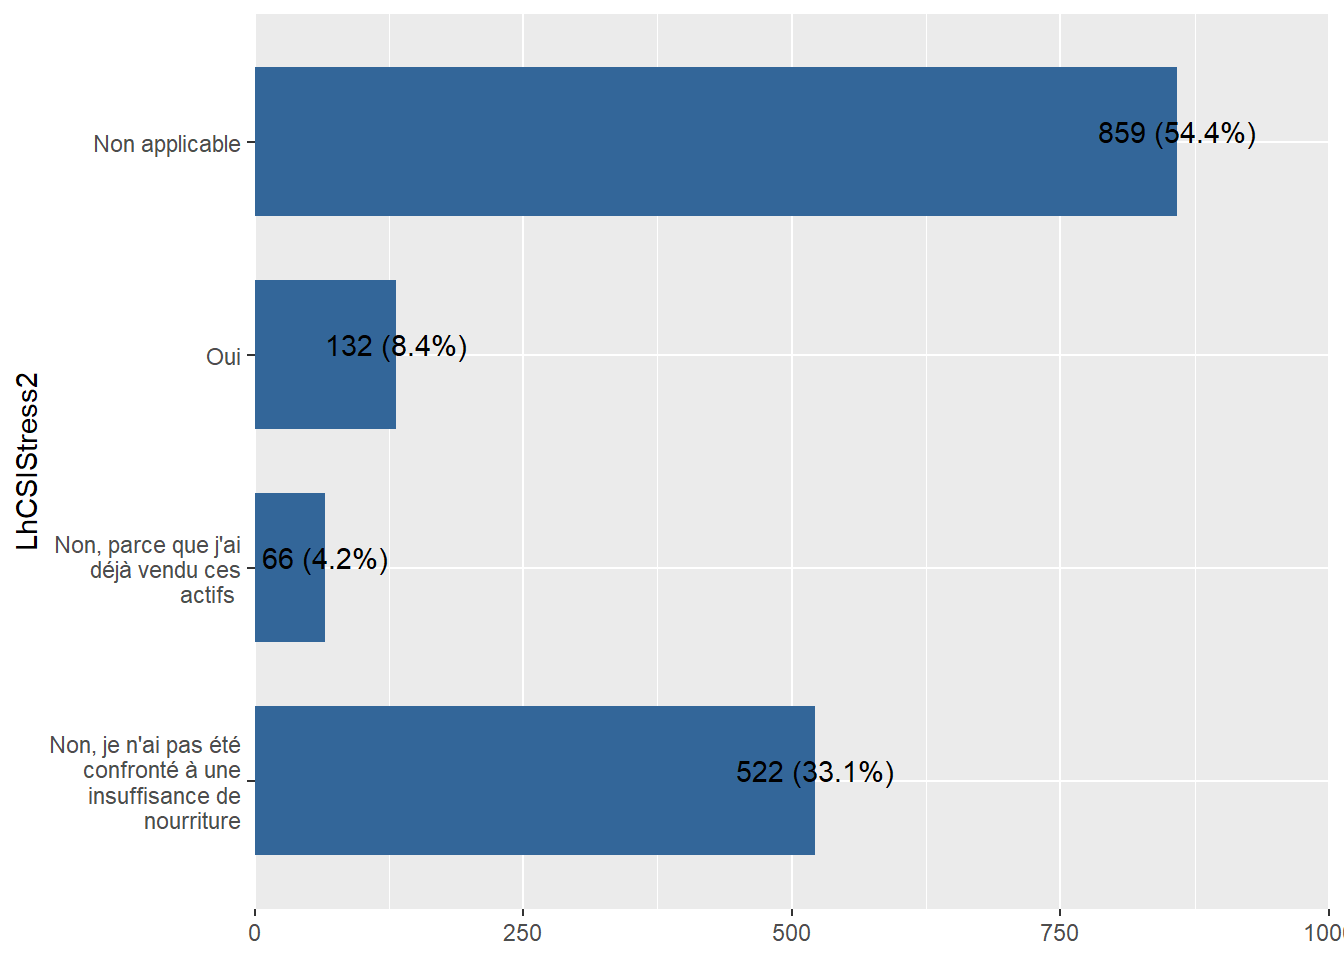 LhCSIStress2
Non applicable
859 (54.4%)
Oui
132 (8.4%)
Non, parce que j'ai
déjà vendu ces
actifs
66 (4.2%)
Non, je n'ai pas été
confronté à une
insuffisance de
nourriture
522 (33.1%)
0
250
500
750
100